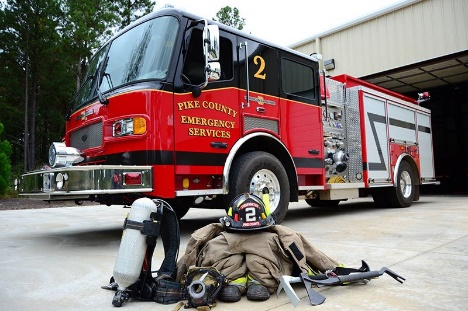 2
PIKE COUNTY
EMERGENCY
SERVICES
2